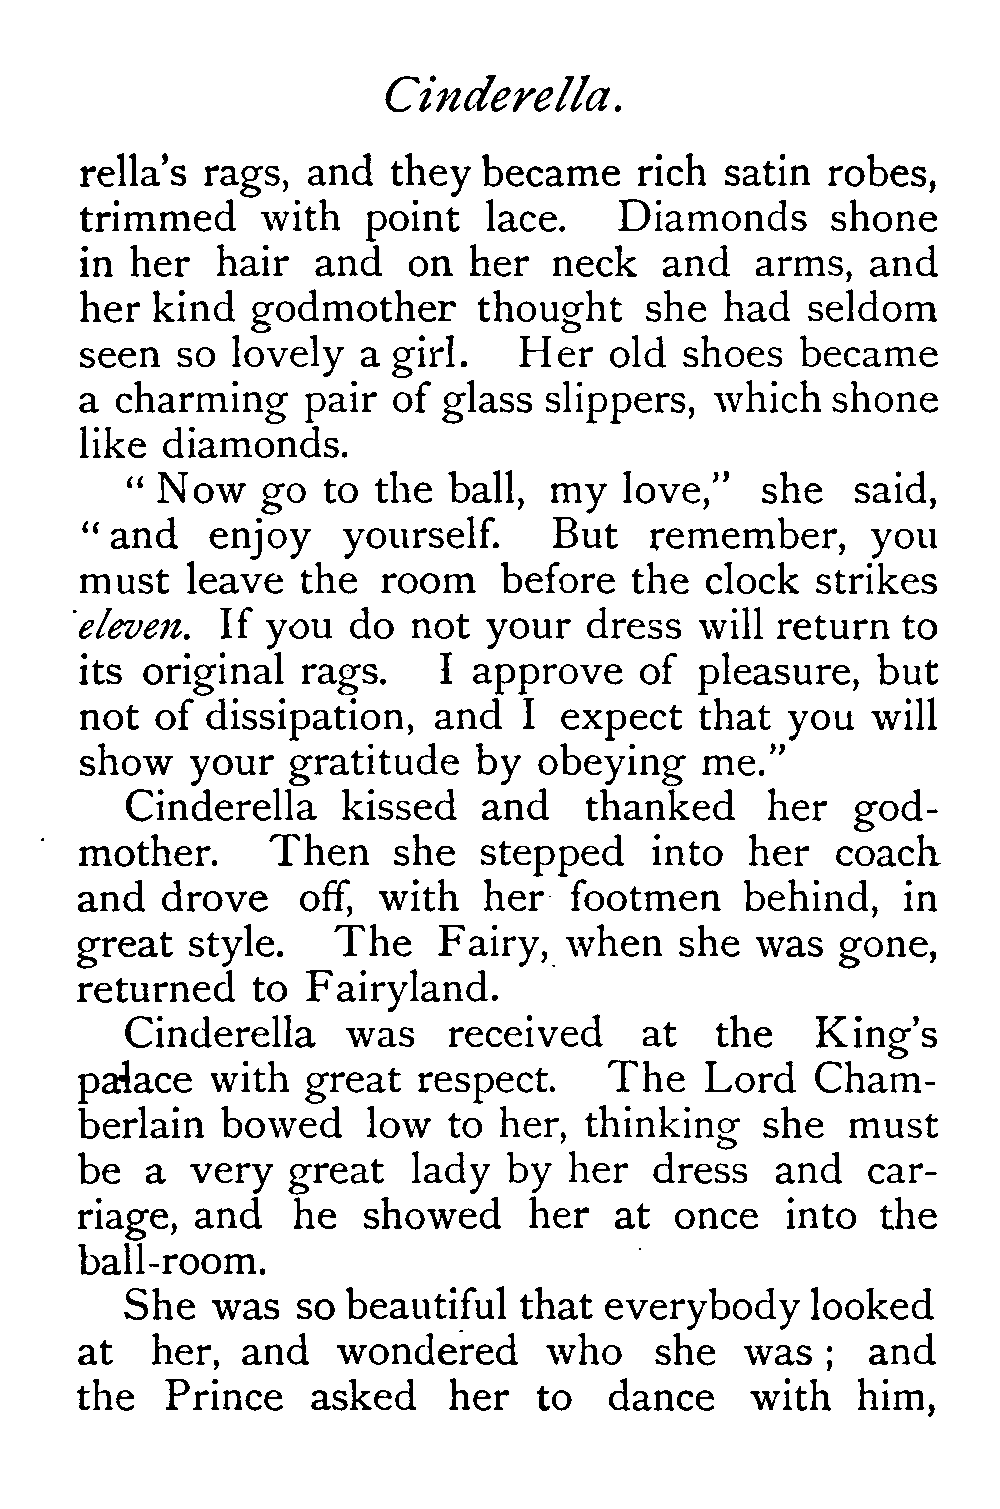 Cinderella.
rella's rags, and they became rich satin robes,
trimmed with point lace. Diamonds shone
in her hair and on her neck and arms, and
her kind godmother thought she had seldom
seen so lovely a girl. Her old shoes became
a charming pair of glass slippers, which shone
like diamonds.
" Now go to the ball, my love," she said,
" and enjoy yourself. But remember, you
must leave the room before the clock strikes
eleven. If you do not your dress will return to
its original rags. I approve of pleasure, but
not of dissipation, and I expect that you will
show your gratitude by obeying me."
Cinderella kissed and thanked her god-
mother. Then she stepped into her coach
and drove off, with her footmen behind, in
great style. The Fairy, when she was gone,
returned to Fairyland.
Cinderella was received at the King's
palace with great respect. The Lord Cham-
berlain bowed low to her, thinking she must
be a very great lady by her dress and car-
riage, and he showed her at once into the
ball-room.
She was so beautiful that everybody looked
at her, and wondered who she was ; and
the Prince asked her to dance with him,